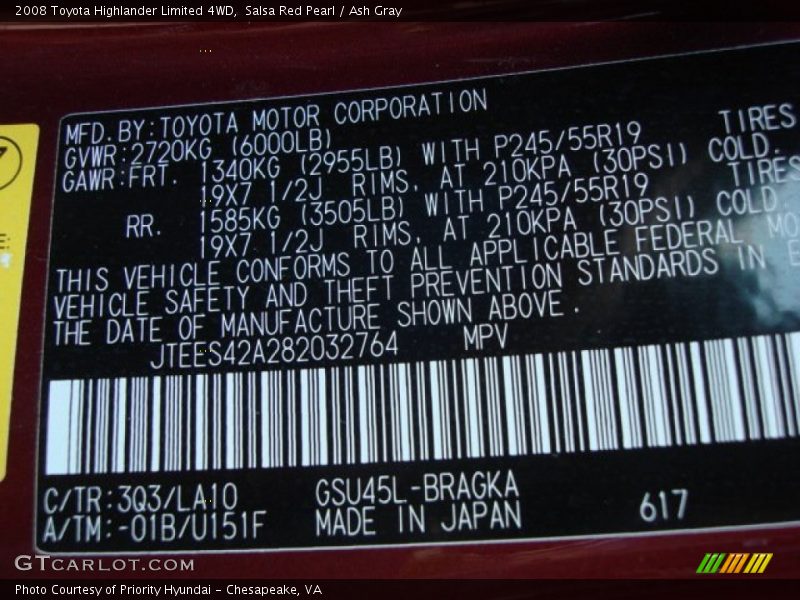 2008 Toyota Highlander Limited 4WD, Salsa Red Pearl / Ash Gray
MFD.BY:TOYOTA MOTOR CORPORATION
GVWR:2720KG (6000LB)
GAWR:FRT. 1340KG (2955LB) WITH P245/55R19 TIRES
19X7 1/2J RIMS, AT 210KPA (30PSI) COLD.
RR. 1585KG (3505LB) WITH P245/55R19 TIRES
19X7 1/2J RIMS, AT 210KPA (30PSI) COLD.
THIS VEHICLE CONFORMS TO ALL APPLICABLE FEDERAL MO
VEHICLE SAFETY AND THEFT PREVENTION STANDARDS IN E
THE DATE OF MANUFACTURE SHOWN ABOVE.
JTEES42A282032764 MPV
C/TR:3Q3/LA10 GSU45L-BRAGKA 617
A/TM:-01B/U151F MADE IN JAPAN
GTCARLOT.COM
Photo Courtesy of Priority Hyundai - Chesapeake, VA